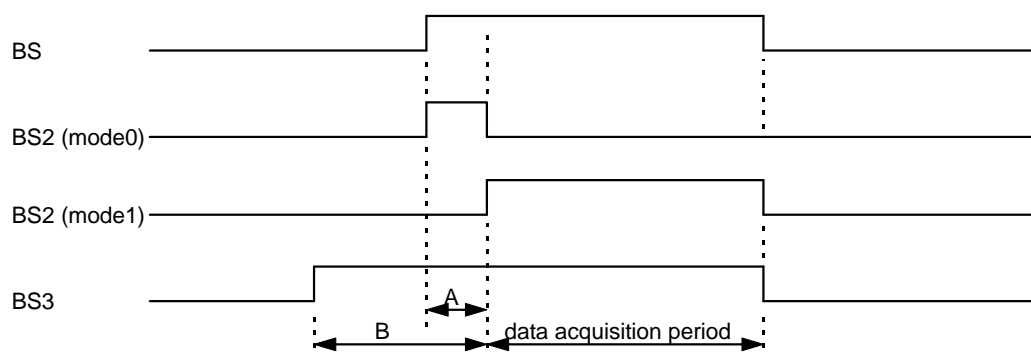 BS
BS2 (mode0)
BS2 (mode1)
BS3
A
B
data acquisition period